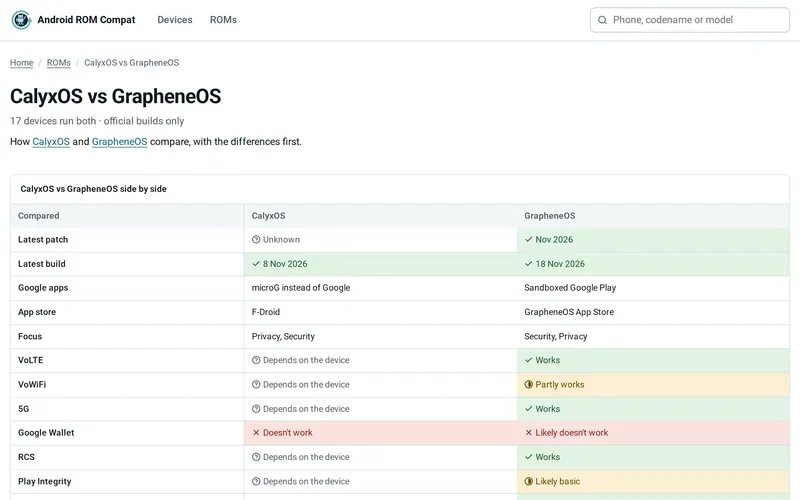 Android ROM Compat Devices ROMs Phone, codename or model
Home / ROMs / CalyxOS vs GrapheneOS
CalyxOS vs GrapheneOS
17 devices run both · official builds only
How CalyxOS and GrapheneOS compare, with the differences first.
CalyxOS vs GrapheneOS side by side
Compared CalyxOS GrapheneOS
Latest patch Unknown Nov 2026
Latest build 8 Nov 2026 18 Nov 2026
Google apps microG instead of Google Sandboxed Google Play
App store F-Droid GrapheneOS App Store
Focus Privacy, Security Security, Privacy
VoLTE Depends on the device Works
VoWiFi Depends on the device Partly works
5G Depends on the device Works
Google Wallet Doesn't work Likely doesn't work
RCS Depends on the device Works
Play Integrity Depends on the device Likely basic